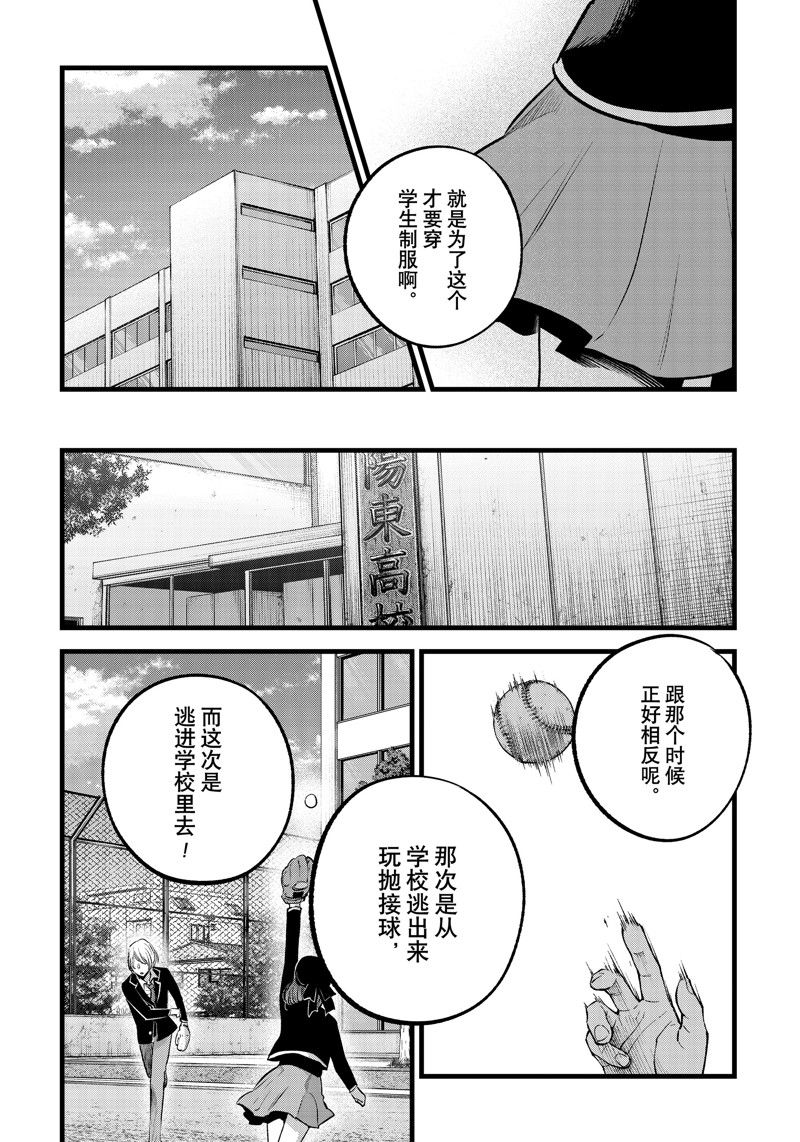 就是为了这个
才要穿
学生制服啊。
陽東高校
跟那个时候
正好相反呢。
那次是从
学校逃出来
玩抛接球，
而这次是
逃进学校里去！